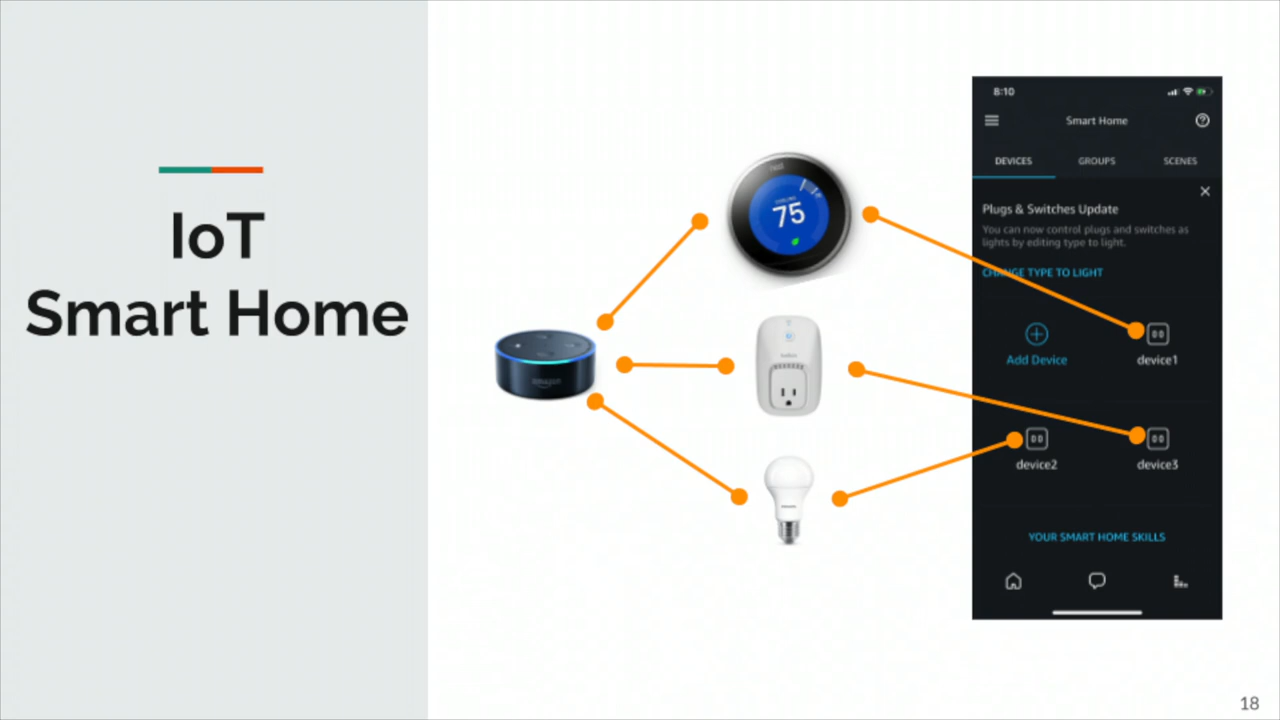 IoT
Smart Home
nest
COOLING
75
amazon
8:10
Smart Home
DEVICES
GROUPS
SCENES
Plugs & Switches Update
You can now control plugs and switches as
lights by editing type to light.
CHANGE TYPE TO LIGHT
Add Device
device1
device2
device3
YOUR SMART HOME SKILLS
18